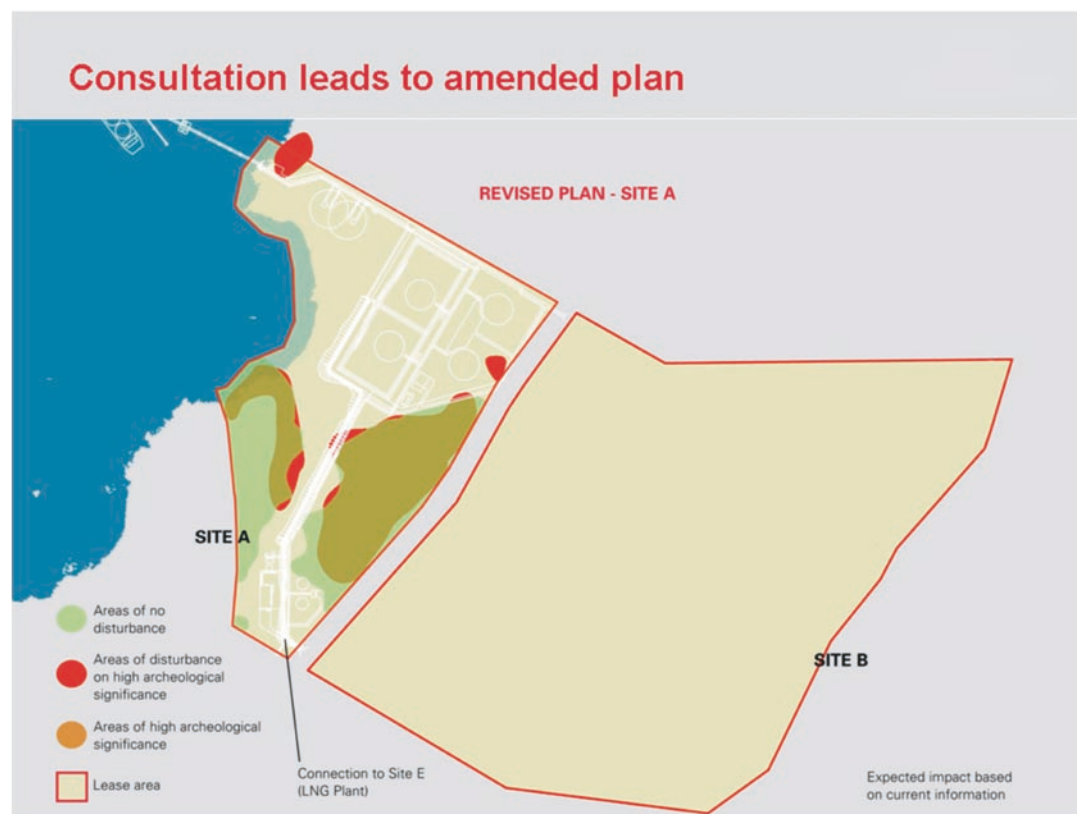 Consultation leads to amended plan
REVISED PLAN - SITE A
SITE A
SITE B
Areas of no
disturbance
Areas of disturbance
on high archeological
significance
Areas of high archeological
significance
Lease area
Connection to Site E
(LNG Plant)
Expected impact based
on current information